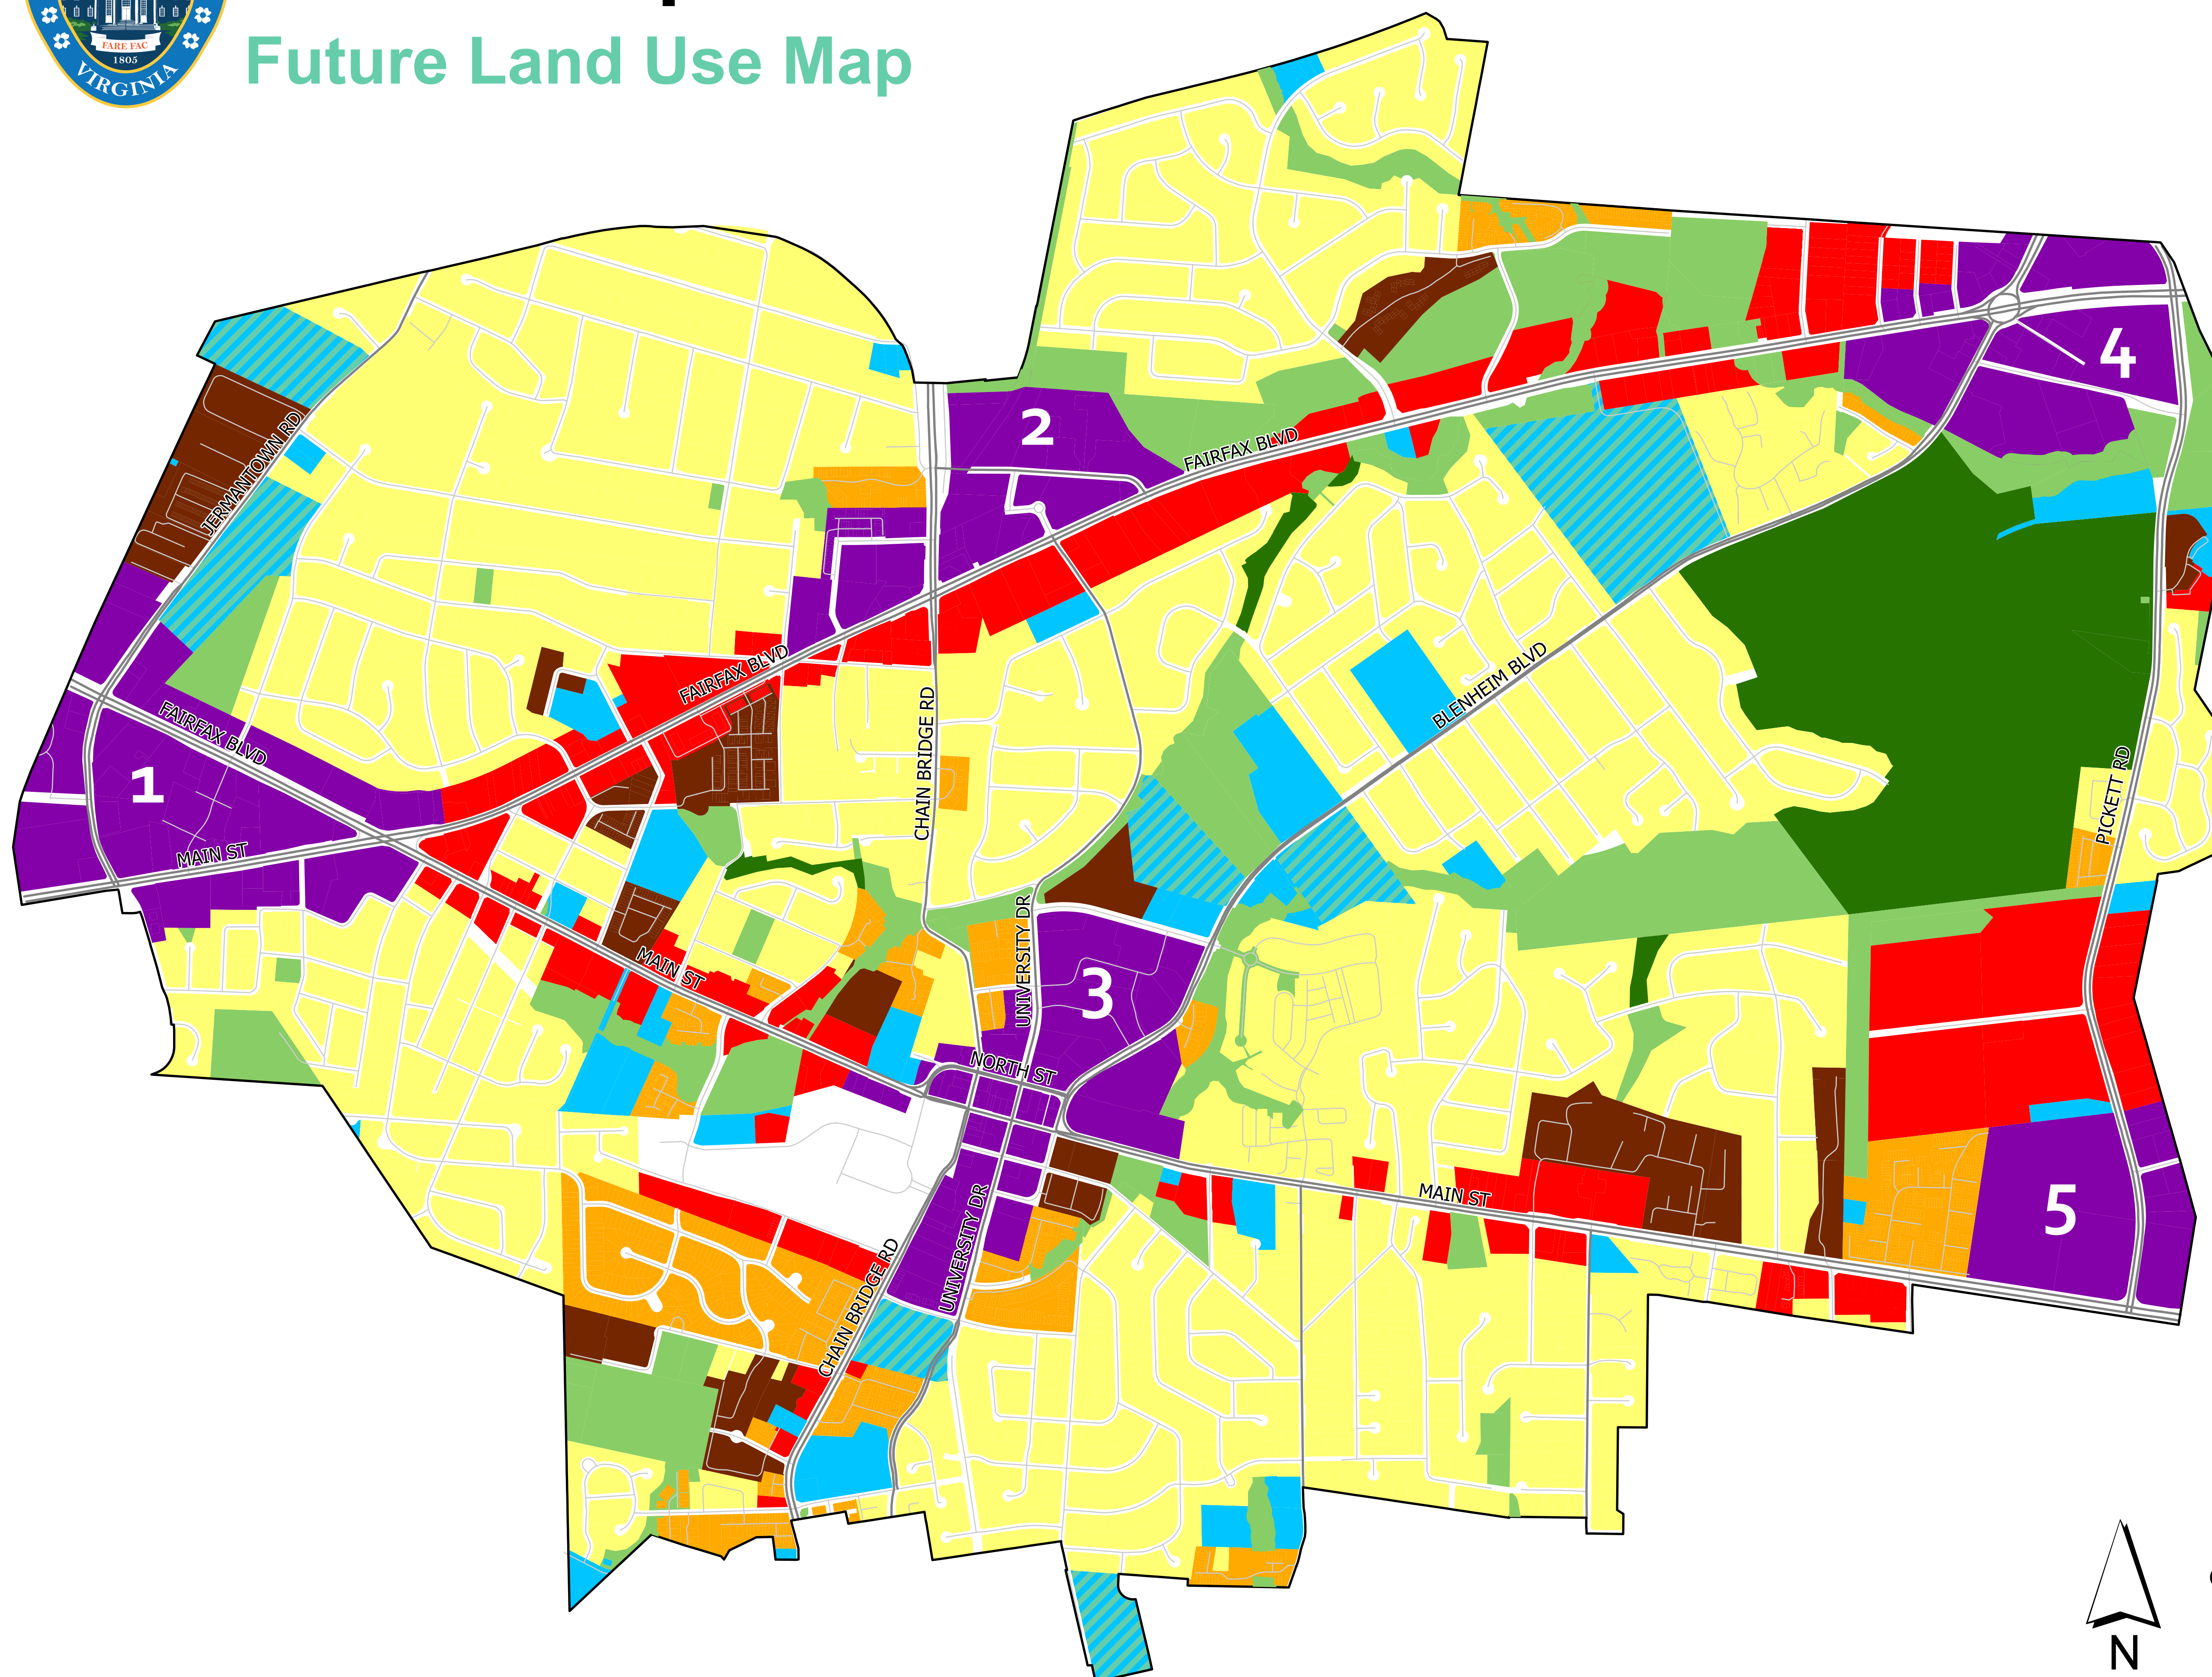 FARE FAC
1805
VIRGINIA
Future Land Use Map
4
2
JERMANTOWN RD
FAIRFAX BLVD
FAIRFAX BLVD
FAIRFAX BLVD
BLENHEIM BLVD
CHAIN BRIDGE RD
PICKETT RD
1
MAIN ST
UNIVERSITY DR
MAIN ST
3
NORTH ST
MAIN ST
5
UNIVERSITY DR
CHAIN BRIDGE RD
N